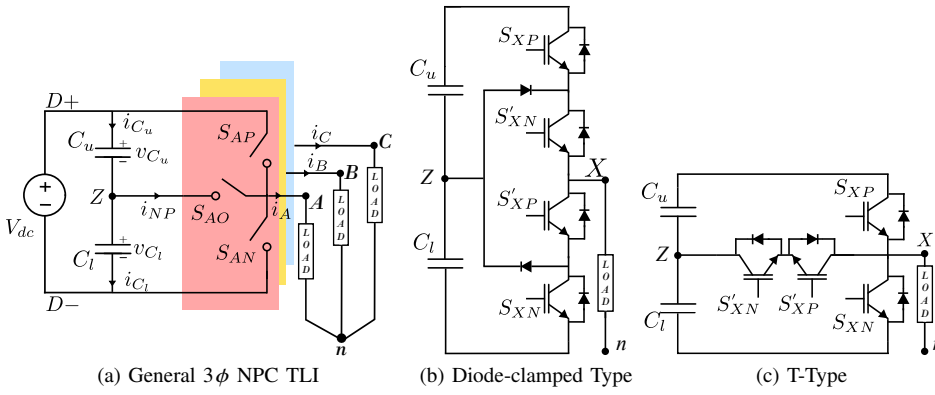 D+
i_{C_u}
C_u
+
−
v_{C_u}
V_{dc}
+
−
Z
i_{NP}
S_{AO}
S_{AP}
S_{AN}
i_A
A
i_B
B
i_C
C
C_l
+
−
v_{C_l}
i_{C_l}
D−
LOAD
LOAD
LOAD
n
(a) General 3ϕ NPC TLI
C_u
S_{XP}
S'_{XN}
Z
X
S'_{XP}
C_l
S_{XN}
LOAD
n
(b) Diode-clamped Type
C_u
S_{XP}
Z
X
S'_{XN}
S'_{XP}
C_l
S_{XN}
LOAD
(c) T-Type